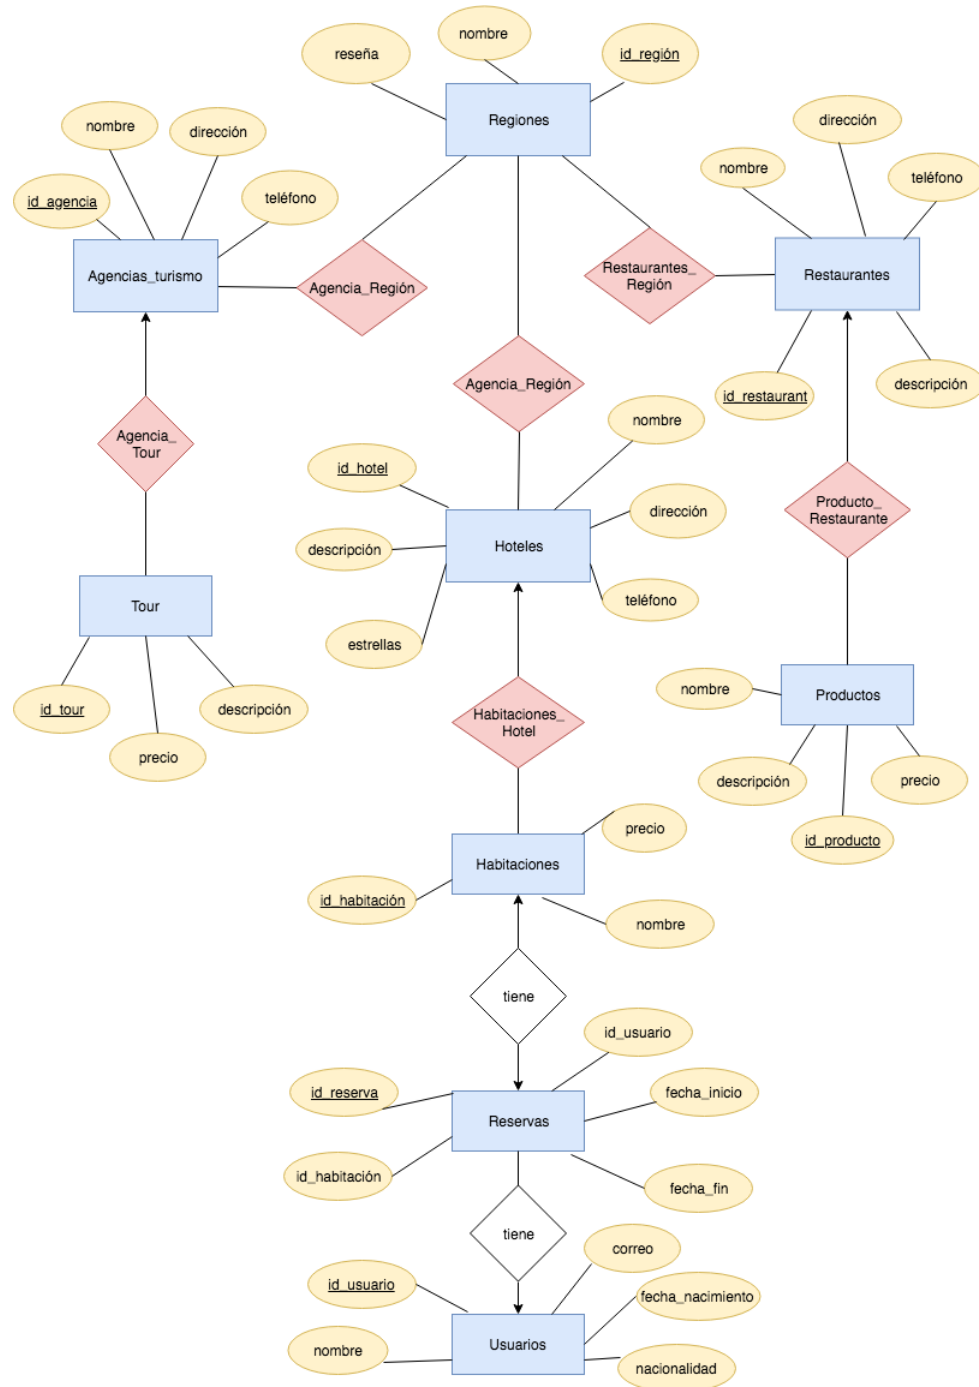 nombre
reseña
id_región
Regiones
dirección
nombre
dirección
nombre
teléfono
id_agencia
teléfono
Agencias_turismo
Agencia_Región
Restaurantes_
Región
Restaurantes
Agencia_Región
id_restaurant
descripción
nombre
Agencia_
Tour
id_hotel
dirección
Producto_
Restaurante
descripción
Hoteles
teléfono
Tour
estrellas
nombre
Productos
id_tour
descripción
precio
Habitaciones_
Hotel
descripción
precio
id_producto
precio
Habitaciones
id_habitación
nombre
tiene
id_usuario
id_reserva
fecha_inicio
Reservas
id_habitación
fecha_fin
tiene
correo
id_usuario
fecha_nacimiento
Usuarios
nombre
nacionalidad